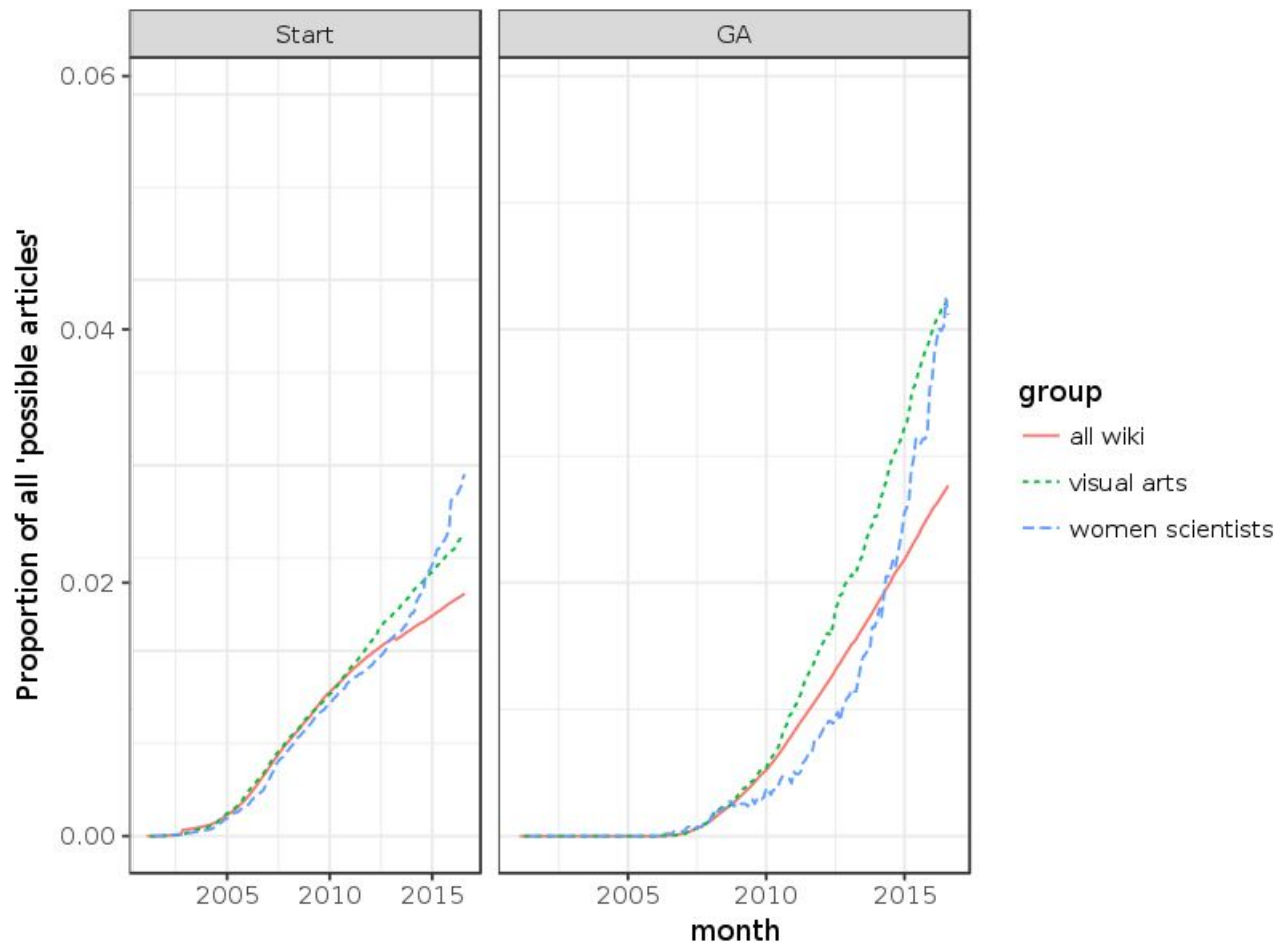 Start
GA
0.06
0.04
0.02
0.00
Proportion of all 'possible articles'
2005 2010 2015
2005 2010 2015
month
group
all wiki
visual arts
women scientists